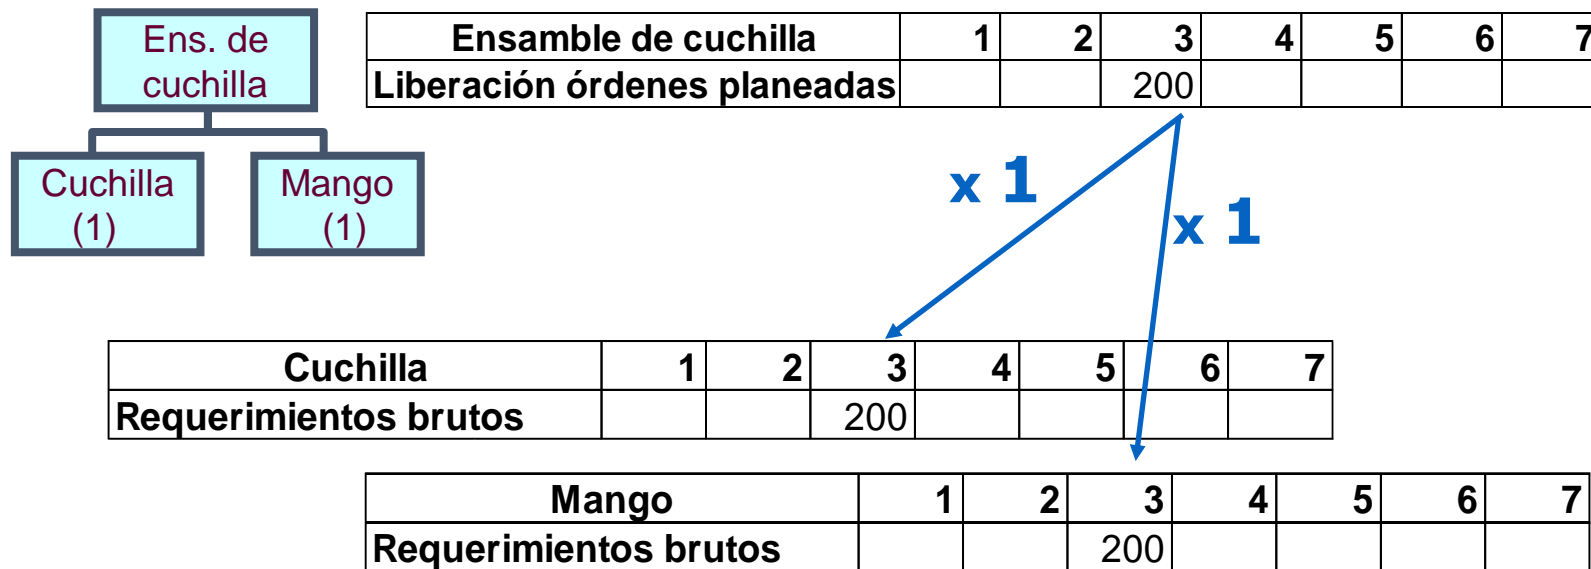 Ens. de
cuchilla
Cuchilla
(1)
Mango
(1)
Ensamble de cuchilla 1 2 3 4 5 6 7
Liberación órdenes planeadas 200
x 1
x 1
Cuchilla 1 2 3 4 5 6 7
Requerimientos brutos 200
Mango 1 2 3 4 5 6 7
Requerimientos brutos 200